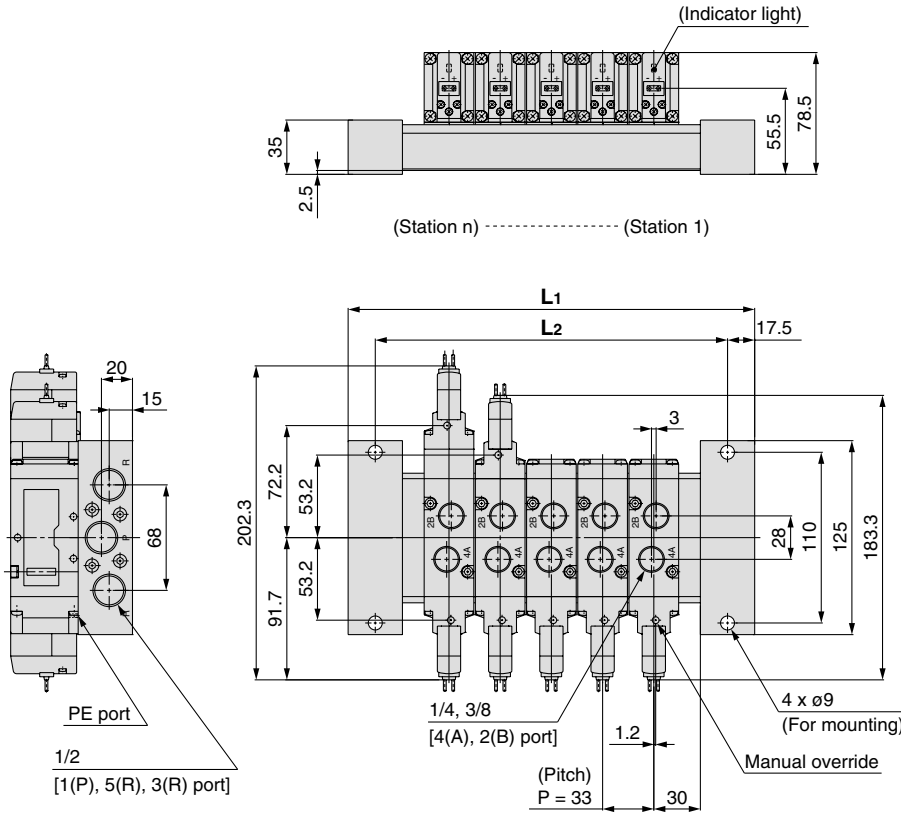 (Indicator light)
- +
- +
- +
- +
- +
35
2.5
55.5
78.5
(Station n) ---------------------- (Station 1)
L1
L2
17.5
20
15
3
R
P
R
68
202.3
72.2
53.2
53.2
91.7
2B
2B
2B
2B
2B
4A
4A
4A
4A
4A
28
110
125
183.3
PE port
1/2
[1(P), 5(R), 3(R) port]
1/4, 3/8
[4(A), 2(B) port]
1.2
4 x ø9
(For mounting)
Manual override
(Pitch)
P = 33
30